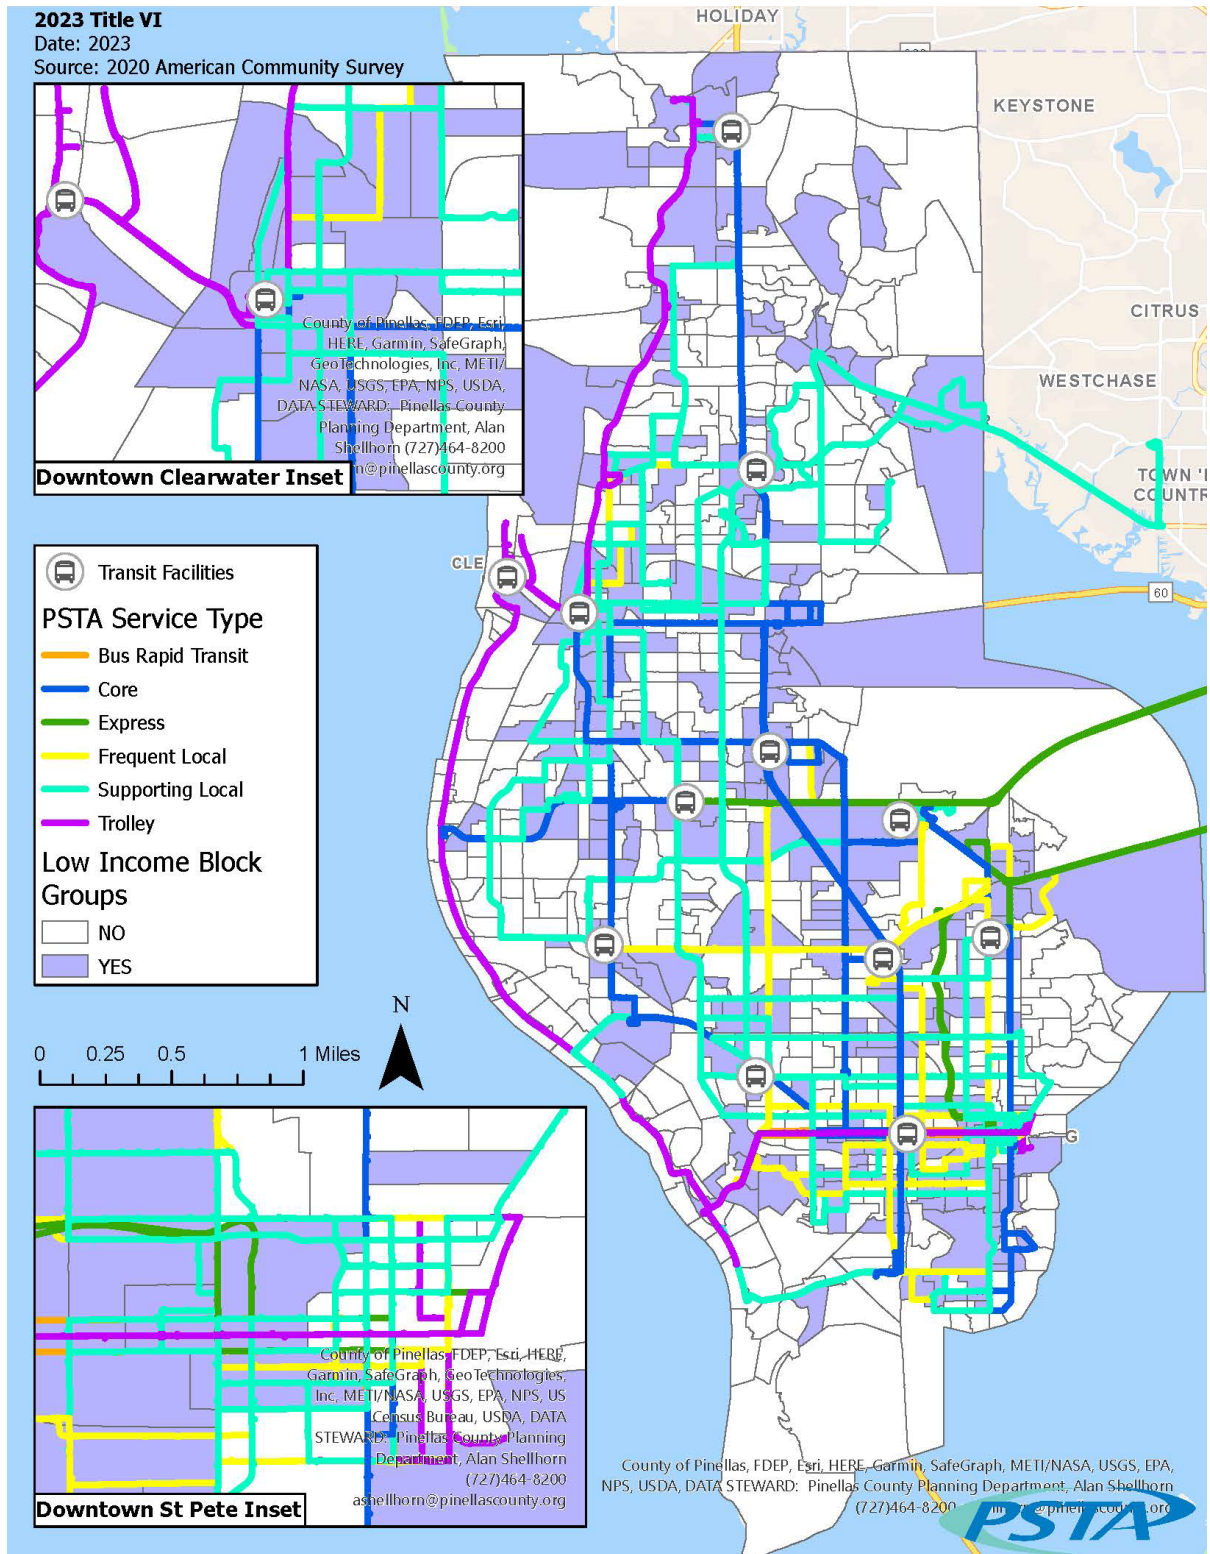 2023 Title VI
Date: 2023
Source: 2020 American Community Survey
HOLIDAY
KEYSTONE
CITRUS
WESTCHASE
TOWN '
COUNTR
CLE
60
G
County of Pinellas, FDEP, Esri,
HERE, Garmin, SafeGraph,
GeoTechnologies, Inc, METI/
NASA, USGS, EPA, NPS, USDA,
DATA STEWARD: Pinellas County
Planning Department, Alan
Shellhorn (727)464-8200
n@pinellascounty.org
Downtown Clearwater Inset
Transit Facilities
PSTA Service Type
Bus Rapid Transit
Core
Express
Frequent Local
Supporting Local
Trolley
Low Income Block
Groups
NO
YES
N
0 0.25 0.5 1 Miles
County of Pinellas, FDEP, Esri, HERE,
Garmin, SafeGraph, GeoTechnologies,
Inc, METI/NASA, USGS, EPA, NPS, US
Census Bureau, USDA, DATA
STEWARD: Pinellas County Planning
Department, Alan Shellhorn
(727)464-8200
ashellhorn@pinellascounty.org
Downtown St Pete Inset
County of Pinellas, FDEP, Esri, HERE, Garmin, SafeGraph, METI/NASA, USGS, EPA,
NPS, USDA, DATA STEWARD: Pinellas County Planning Department, Alan Shellhorn
(727)464-8200
PSTA